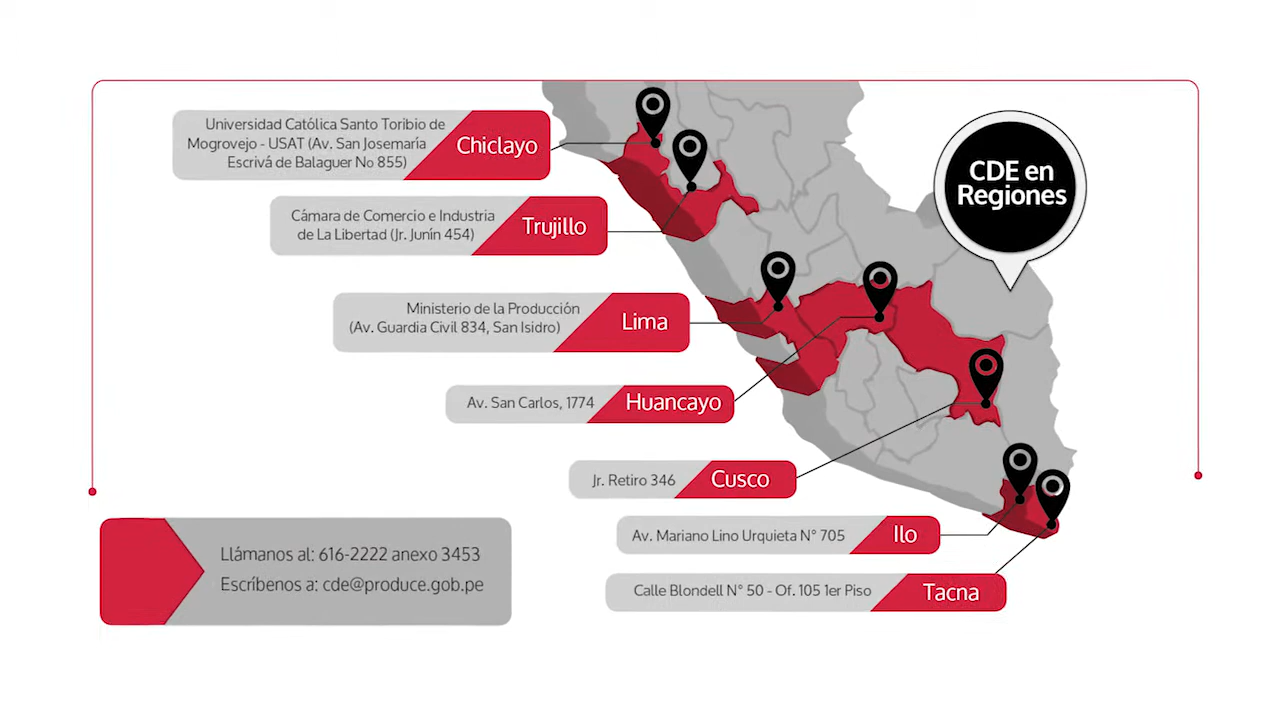 Universidad Católica Santo Toribio de
Mogrovejo - USAT (Av. San Josemaría
Escrivá de Balaguer No 855)
Chiclayo
CDE en
Regiones
Cámara de Comercio e Industria
de La Libertad (Jr. Junín 454)
Trujillo
Ministerio de la Producción
(Av. Guardia Civil 834, San Isidro)
Lima
Av. San Carlos, 1774
Huancayo
Jr. Retiro 346
Cusco
Av. Mariano Lino Urquieta N° 705
Ilo
Calle Blondell N° 50 - Of. 105 1er Piso
Tacna
Llámanos al: 616-2222 anexo 3453
Escríbenos a: cde@produce.gob.pe